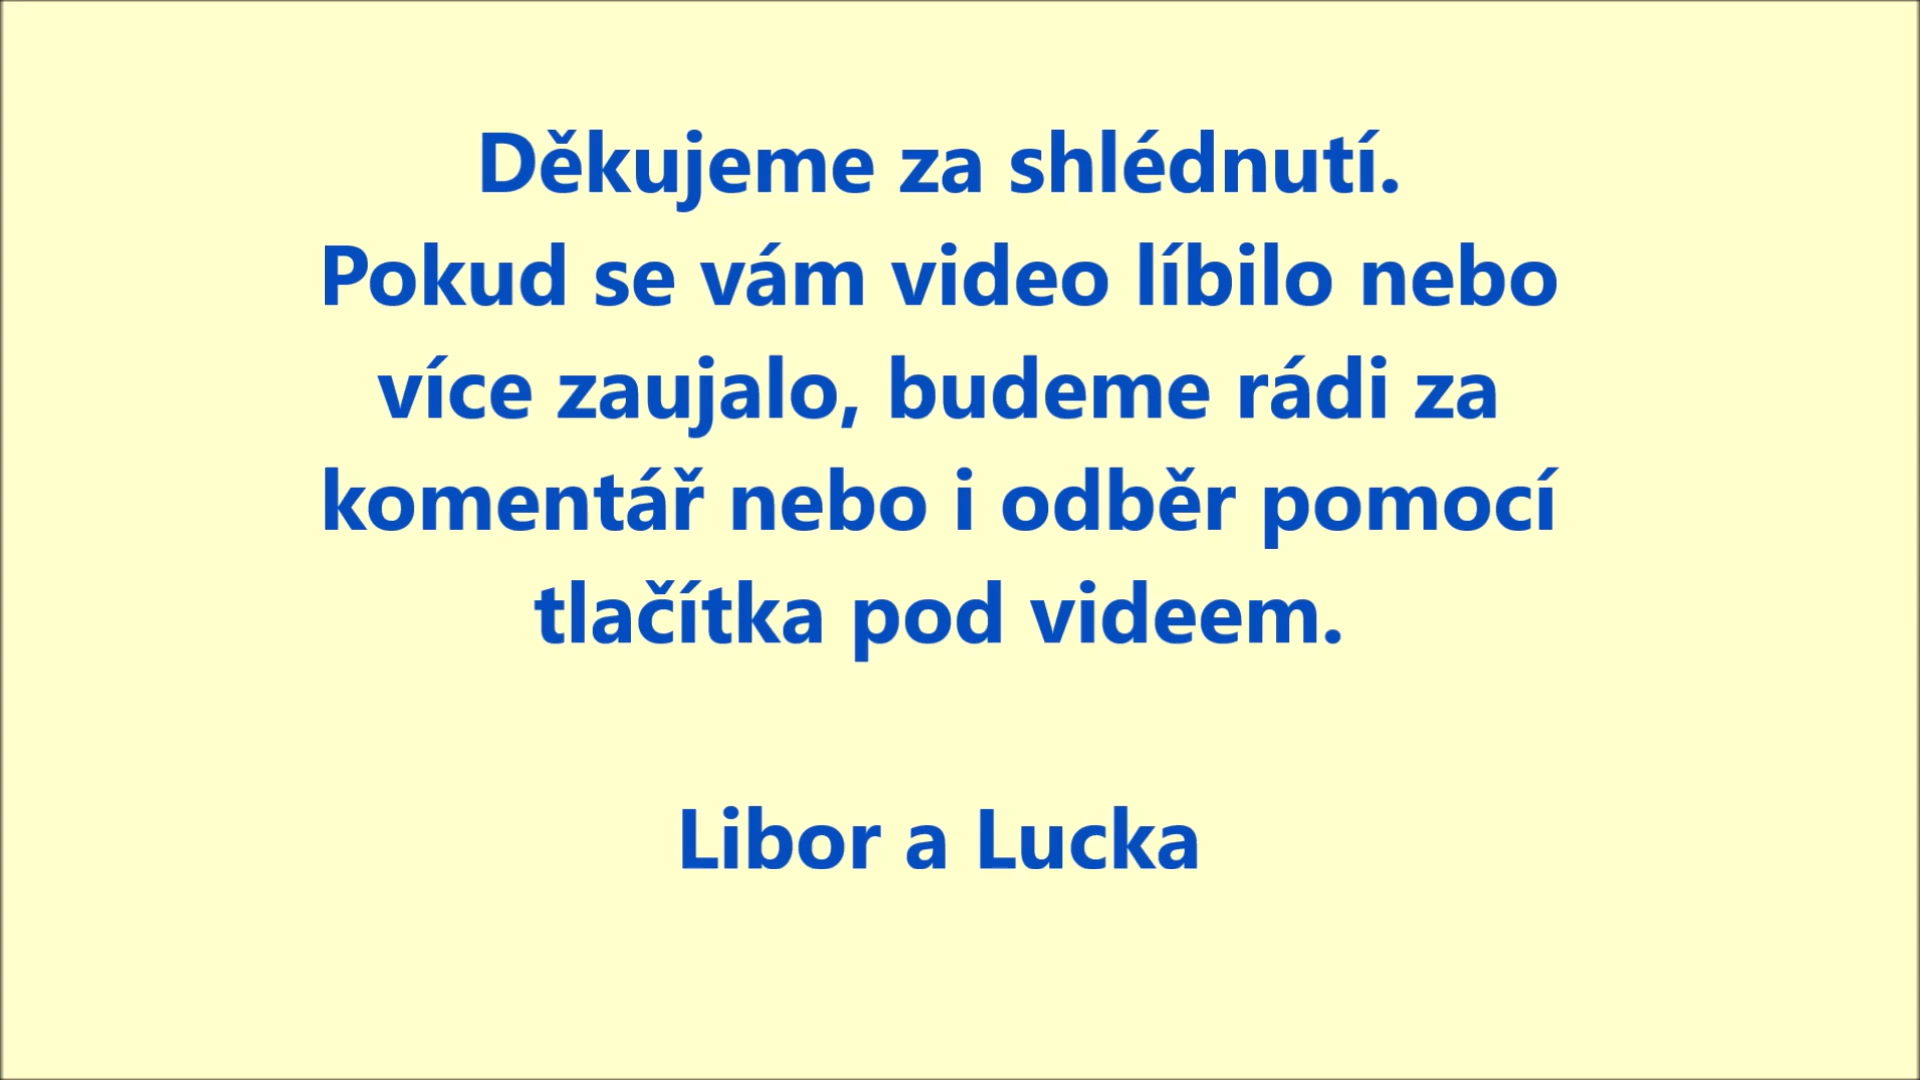 Děkujeme za shlédnutí.
Pokud se vám video líbilo nebo
více zaujalo, budeme rádi za
komentář nebo i odběr pomocí
tlačítka pod videem.
Libor a Lucka